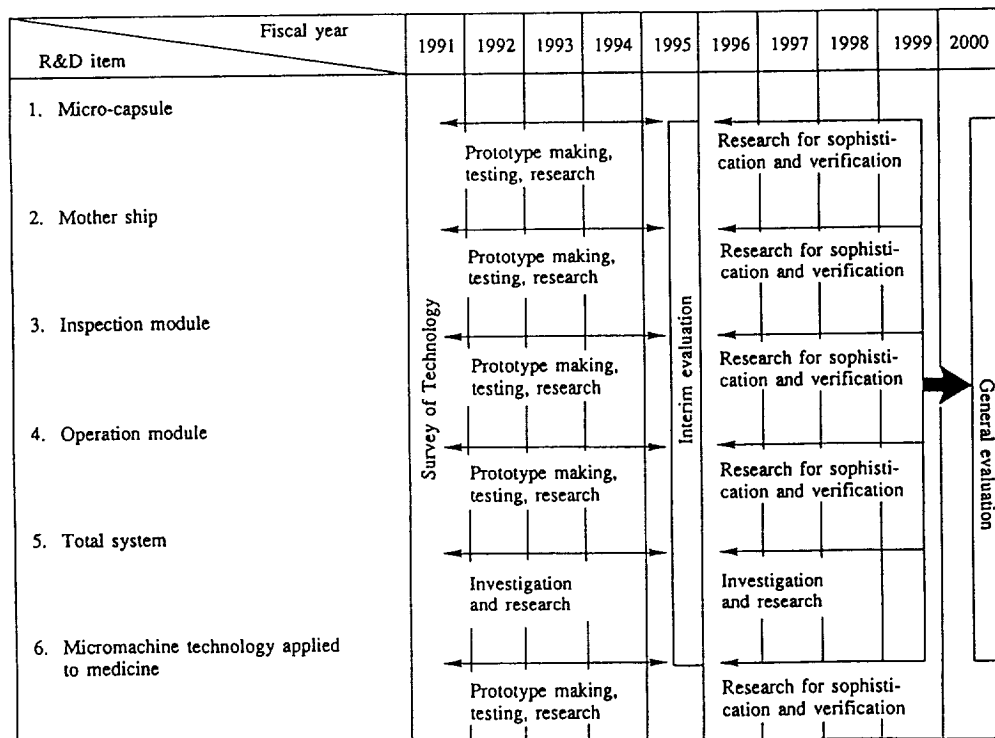 Fiscal year
R&D item
1991 1992 1993 1994 1995 1996 1997 1998 1999 2000
1. Micro-capsule
Prototype making,
testing, research
Research for sophisti-
cation and verification
2. Mother ship
Prototype making,
testing, research
Research for sophisti-
cation and verification
3. Inspection module
Prototype making,
testing, research
Research for sophisti-
cation and verification
4. Operation module
Prototype making,
testing, research
Research for sophisti-
cation and verification
5. Total system
Investigation
and research
Investigation
and research
6. Micromachine technology applied
to medicine
Prototype making,
testing, research
Research for sophisti-
cation and verification
Survey of Technology
Interim evaluation
General evaluation